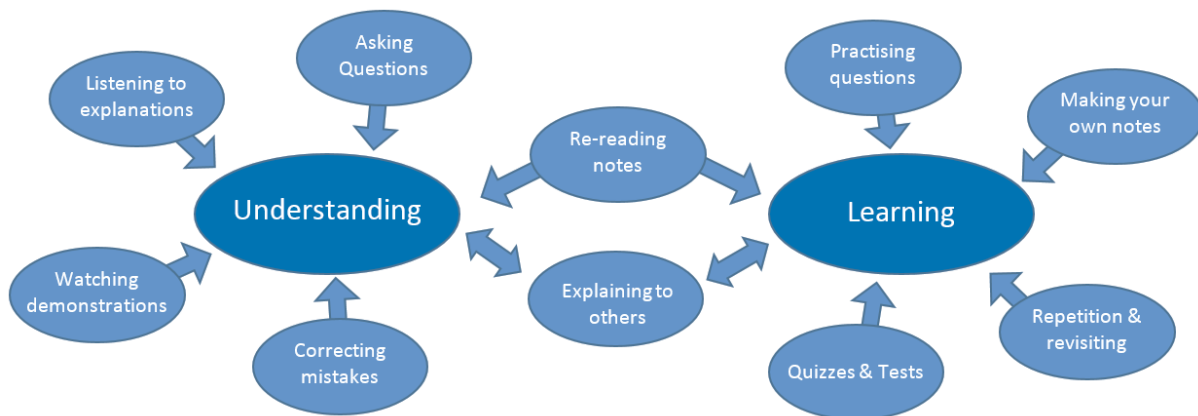 Asking
Questions
Practising
questions
Listening to
explanations
Making your
own notes
Re-reading
notes
Understanding
Learning
Watching
demonstrations
Explaining to
others
Correcting
mistakes
Quizzes & Tests
Repetition &
revisiting